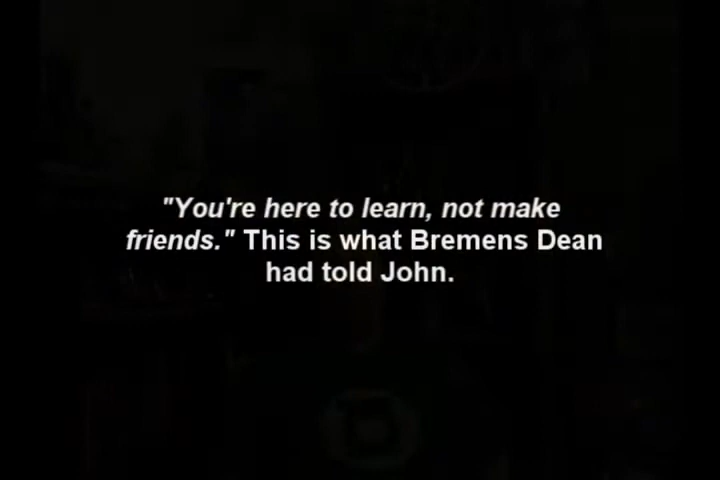 "You're here to learn, not make
friends." This is what Bremens Dean
had told John.